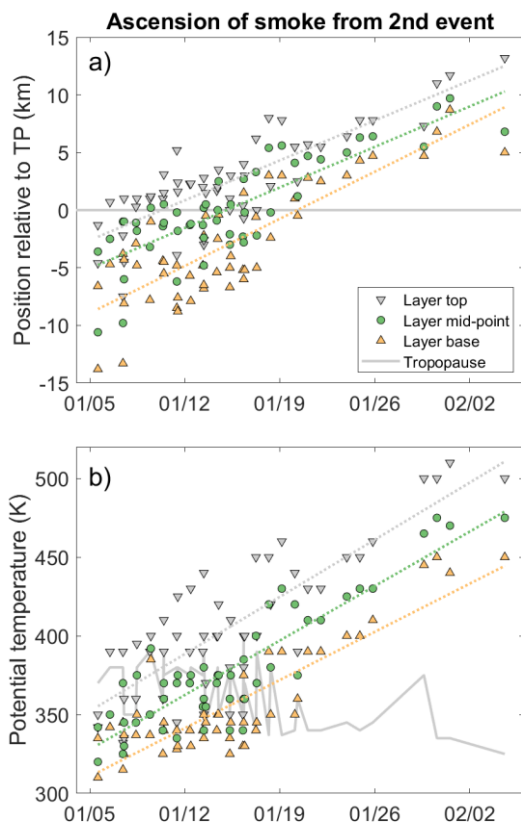 Ascension of smoke from 2nd event
a)
Position relative to TP (km)
15
10
5
0
-5
-10
-15
Layer top
Layer mid-point
Layer base
Tropopause
01/05 01/12 01/19 01/26 02/02
b)
Potential temperature (K)
500
450
400
350
300
01/05 01/12 01/19 01/26 02/02